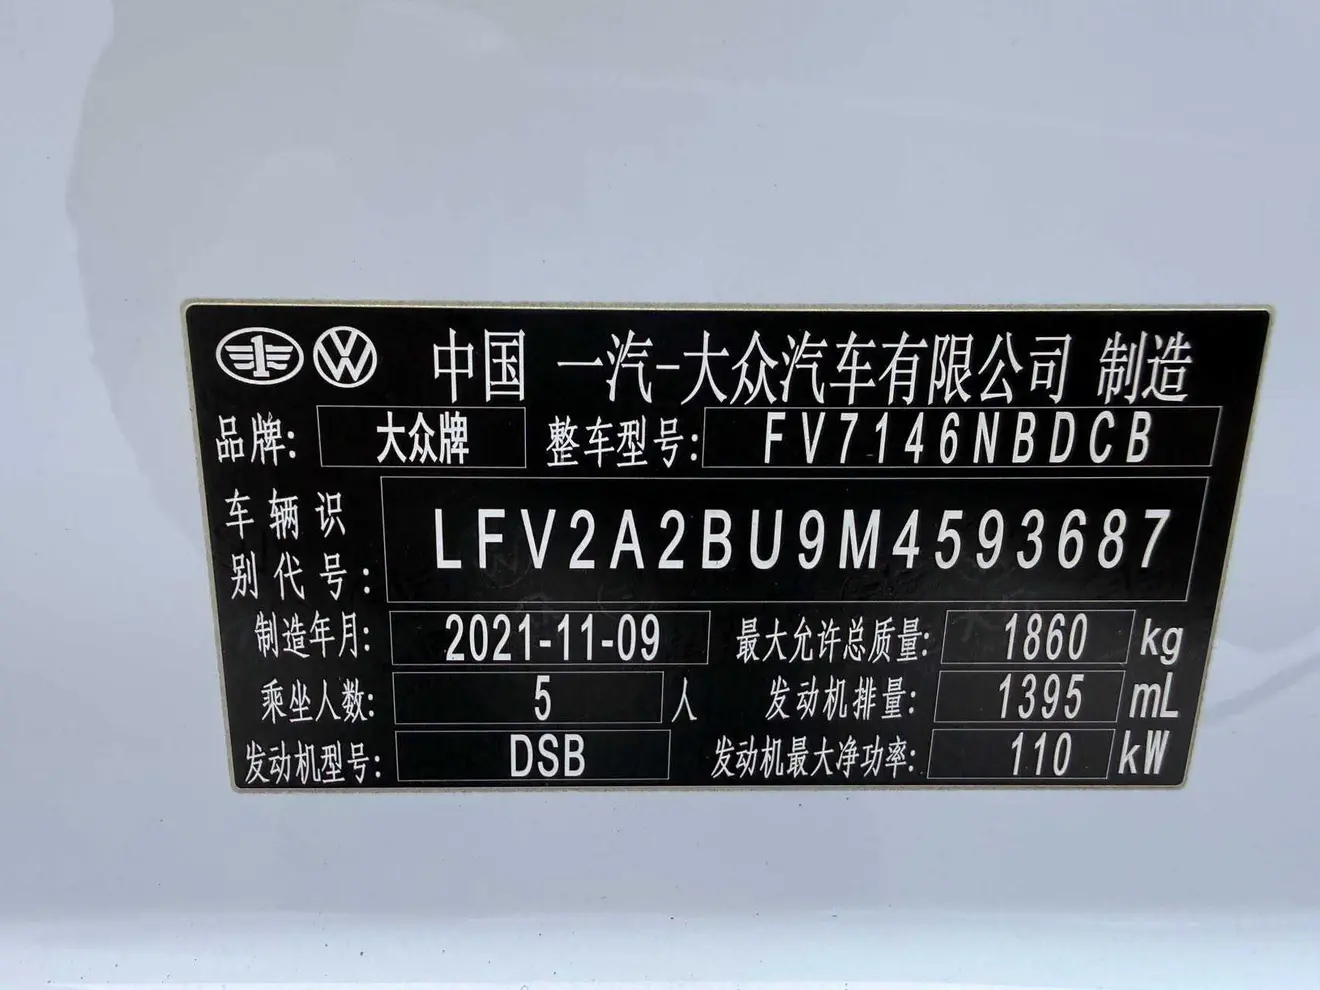 中国 一汽-大众汽车有限公司 制造
品牌: 大众牌 整车型号: FV7146NBDCB
车辆识
别代号: LFV2A2BU9M4593687
制造年月: 2021-11-09 最大允许总质量: 1860 kg
乘坐人数: 5 人 发动机排量: 1395 mL
发动机型号: DSB 发动机最大净功率: 110 kW